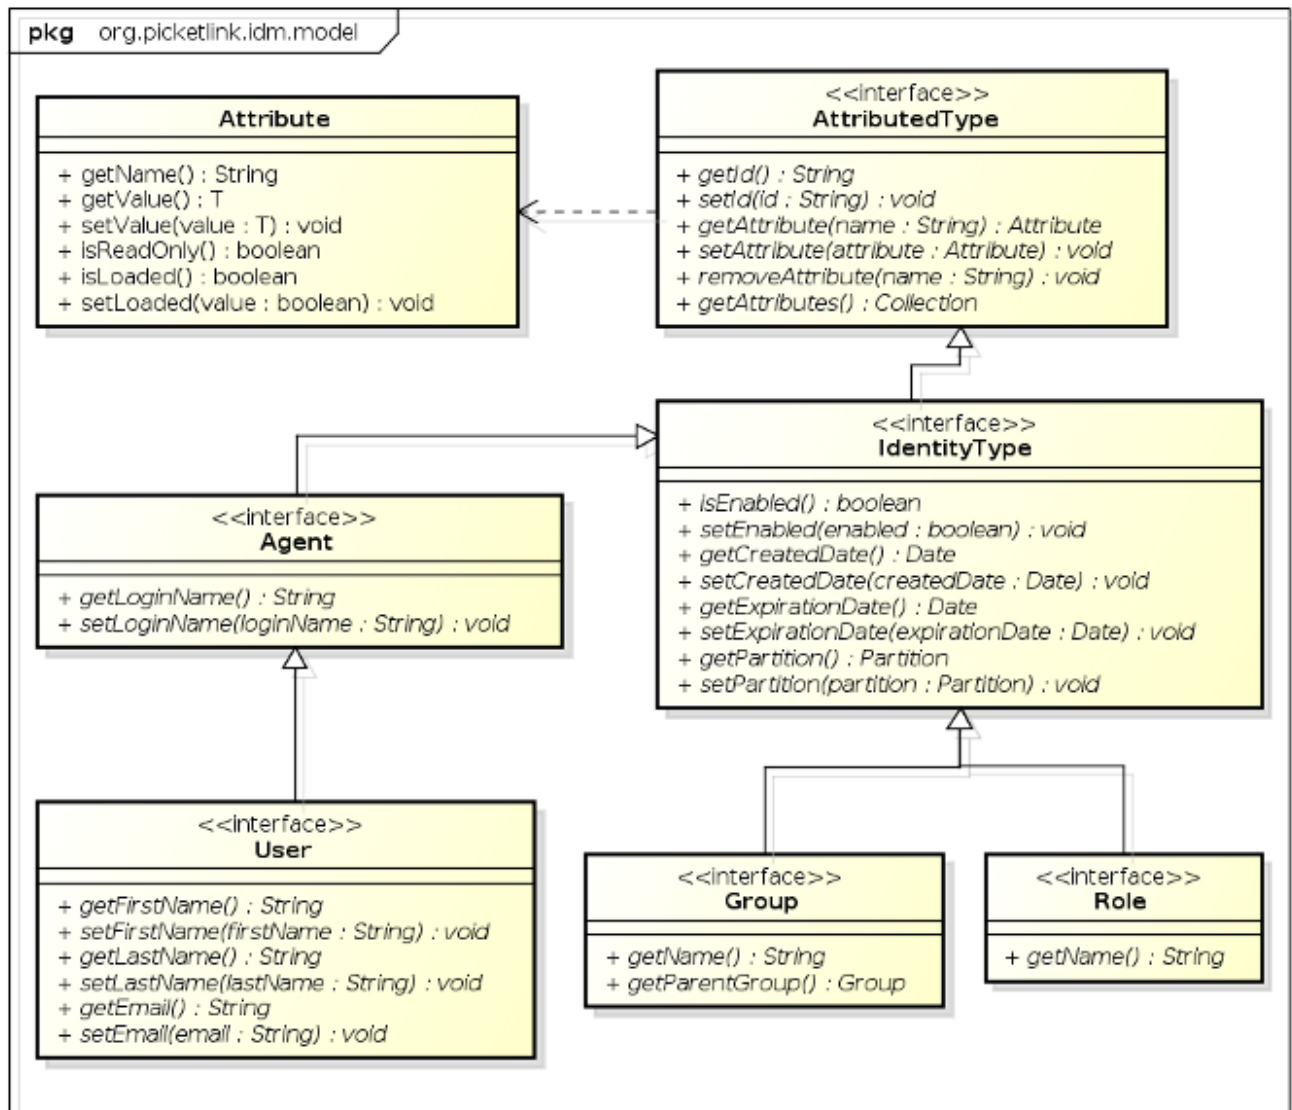 pkg org.picketlink.idm.model
Attribute
+ getName() : String
+ getValue() : T
+ setValue(value : T) : void
+ isReadOnly() : boolean
+ isLoaded() : boolean
+ setLoaded(value : boolean) : void
<<interface>>
AttributedType
+ getId() : String
+ setId(id : String) : void
+ getAttribute(name : String) : Attribute
+ setAttribute(attribute : Attribute) : void
+ removeAttribute(name : String) : void
+ getAttributes() : Collection
<<interface>>
IdentityType
+ isEnabled() : boolean
+ setEnabled(enabled : boolean) : void
+ getCreatedDate() : Date
+ setCreatedDate(createdDate : Date) : void
+ getExpirationDate() : Date
+ setExpirationDate(expirationDate : Date) : void
+ getPartition() : Partition
+ setPartition(partition : Partition) : void
<<interface>>
Agent
+ getLoginName() : String
+ setLoginName(loginName : String) : void
<<interface>>
User
+ getFirstName() : String
+ setFirstName(firstName : String) : void
+ getLastName() : String
+ setLastName(lastName : String) : void
+ getEmail() : String
+ setEmail(email : String) : void
<<interface>>
Group
+ getName() : String
+ getParentGroup() : Group
<<interface>>
Role
+ getName() : String